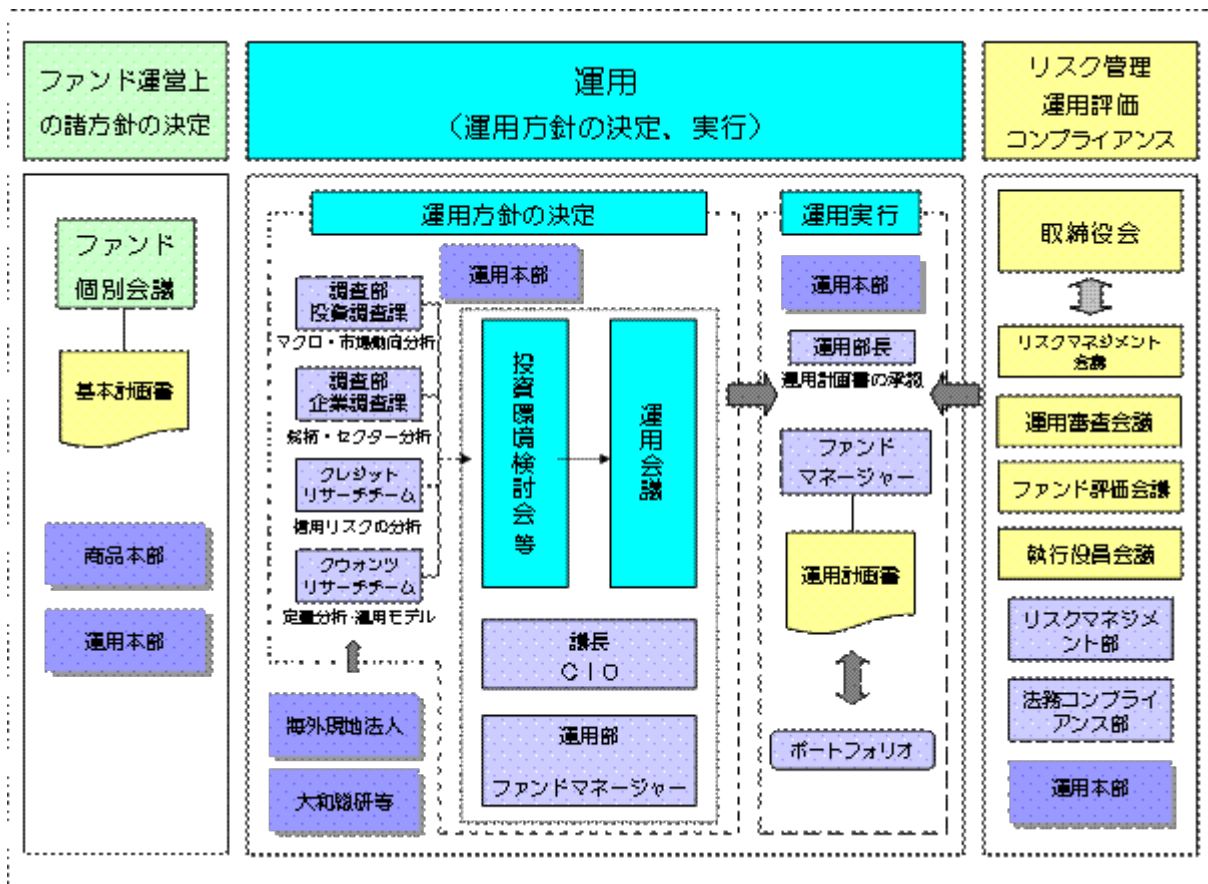 ファンド運営上
の諸方針の決定
運用
（運用方針の決定、実行）
リスク管理
運用評価
コンプライアンス
ファンド
個別会議
基本計画書
商品本部
運用本部
運用方針の決定
運用本部
調査部
投資調査課
マクロ・市場動向分析
調査部
企業調査課
銘柄・セクター分析
クレジット
リサーチチーム
信用リスクの分析
クウォンツ
リサーチチーム
定量分析・運用モデル
海外現地法人
大和総研等
投資環境検討会等
運用会議
議長
ＣＩＯ
運用部
ファンドマネージャー
運用実行
運用本部
運用部長
運用計画書の承認
ファンド
マネージャー
運用計画書
ポートフォリオ
取締役会
リスクマネジメント
会議
運用審査会議
ファンド評価会議
執行役員会議
リスクマネジメ
ント部
法務コンプライ
アンス部
運用本部